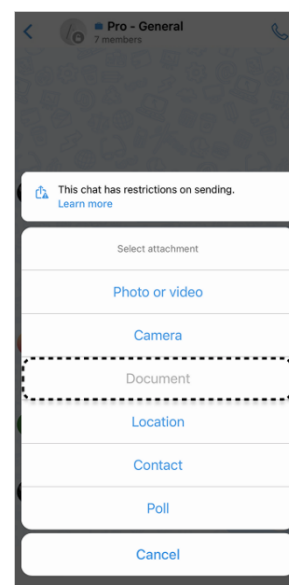 Pro - General
7 members
This chat has restrictions on sending.
Learn more
Select attachment
Photo or video
Camera
Document
Location
Contact
Poll
Cancel